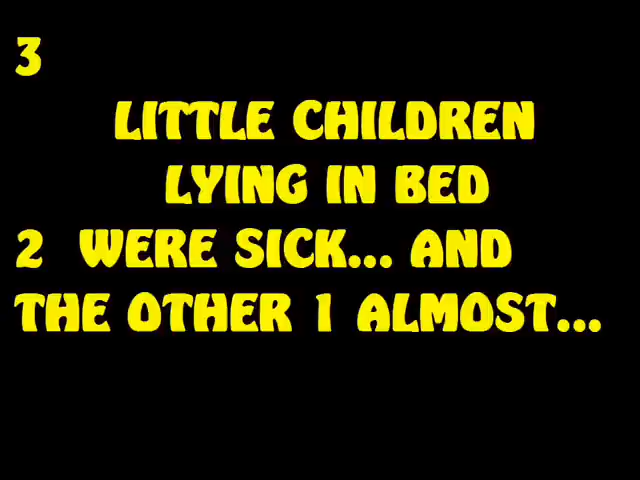 3
LITTLE CHILDREN
LYING IN BED
2 WERE SICK... AND
THE OTHER 1 ALMOST...